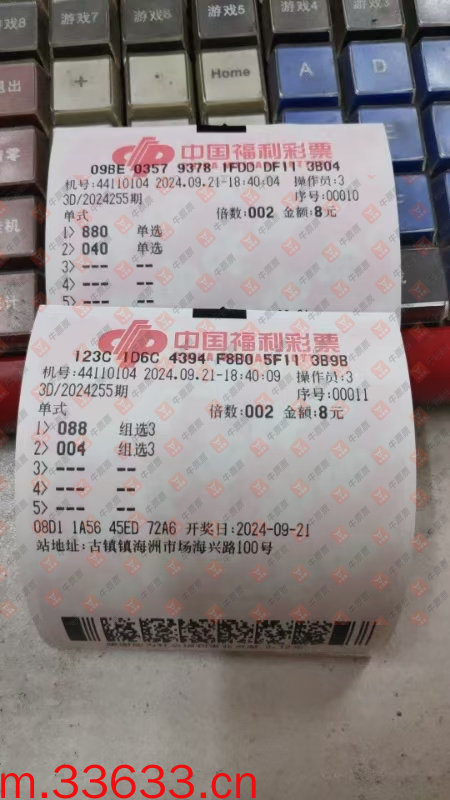 游戏8
游戏6
游戏5
游戏4
游戏3
退出
+
Home
A
D
中国福利彩票
09BE 0357 9378 1FDD ADF11 3B04
机号:44110104 2024.09.21-18:40:04 操作员:3
3D/2024255期 序号:00010
单式 倍数:002 金额:8元
1> 880 单选
2> 040 单选
3> --- --
4> --- --
5> --- --
中国福利彩票
123C 1D6C 4394 F8B0 5F11 3B9B
机号:44110104 2024.09.21-18:40:09 操作员:3
3D/2024255期 序号:00011
单式 倍数:002 金额:8元
1> 088 组选3
2> 004 组选3
3> --- --
4> --- --
5> --- --
08D1 1A56 45ED 72A6 开奖日:2024-09-21
站地址:古镇镇海洲市场海兴路100号
m.33633.cn